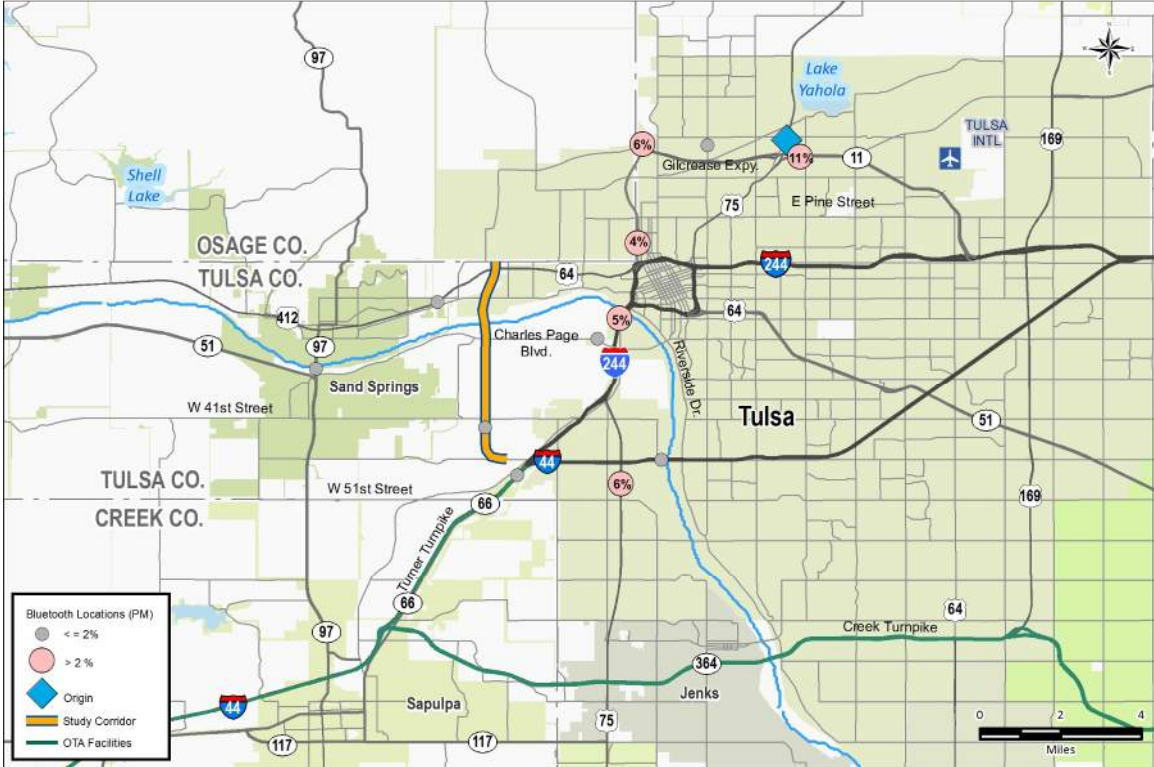 97
Lake
Yahola
6%
TULSA
INTL
169
11%
11
Gilcrease Expy.
Shell
Lake
75
E Pine Street
OSAGE CO.
4%
TULSA CO.
64
244
412
5%
64
51
97
Charles Page
Blvd.
244
Riverside Dr.
Sand Springs
W 41st Street
Tulsa
51
44
TULSA CO.
W 51st Street
6%
169
CREEK CO.
66
Turner Turnpike
66
64
Bluetooth Locations (PM)
< = 2%
> 2 %
Origin
Study Corridor
OTA Facilities
97
Creek Turnpike
364
Jenks
44
Sapulpa
75
117
117
0 2 4
Miles